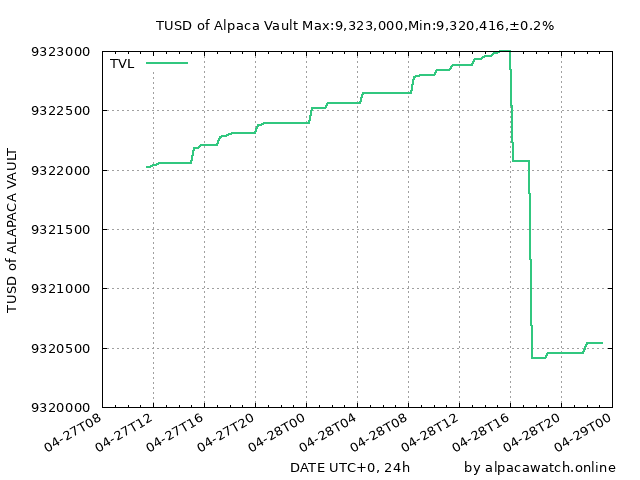 TUSD of Alpaca Vault Max:9,323,000,Min:9,320,416,±0.2%
TVL
9323000
9322500
9322000
9321500
9321000
9320500
9320000
TUSD of ALAPACA VAULT
04-27T08
04-27T12
04-27T16
04-27T20
04-28T00
04-28T04
04-28T08
04-28T12
04-28T16
04-28T20
04-29T00
DATE UTC+0, 24h
by alpacawatch.online